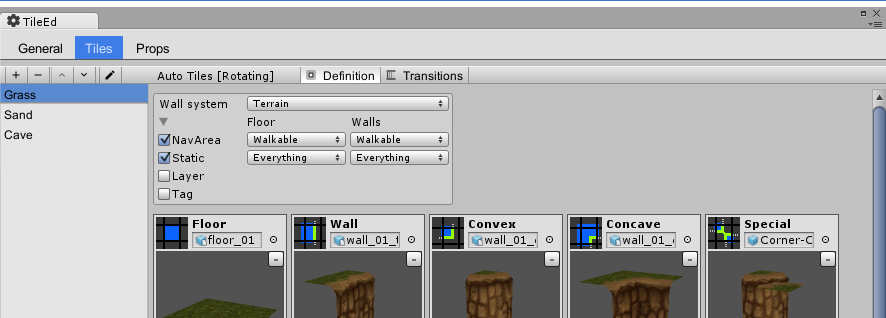 TileEd
General Tiles Props
Auto Tiles [Rotating] Definition Transitions
Grass
Sand
Cave
Wall system Terrain
Floor Walls
NavArea Walkable Walkable
Static Everything Everything
Layer
Tag
Floor Wall Convex Concave Special
floor_01 wall_01_ wall_01_ wall_01_ Corner-C